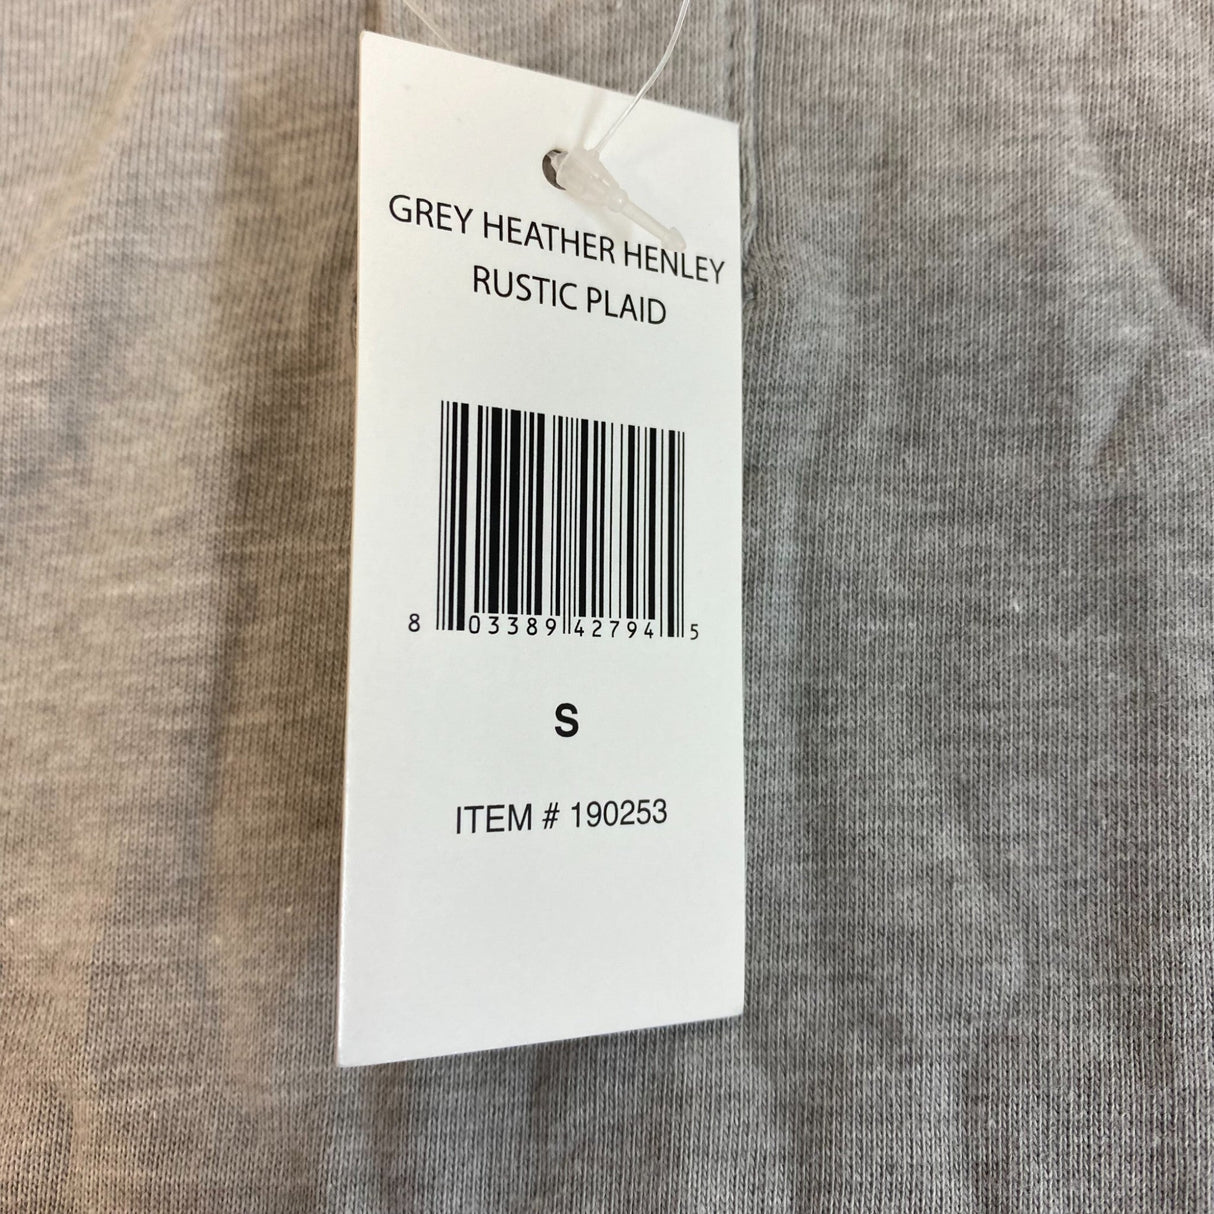 GREY HEATHER HENLEY
RUSTIC PLAID
8 03389 42794 5
S
ITEM # 190253